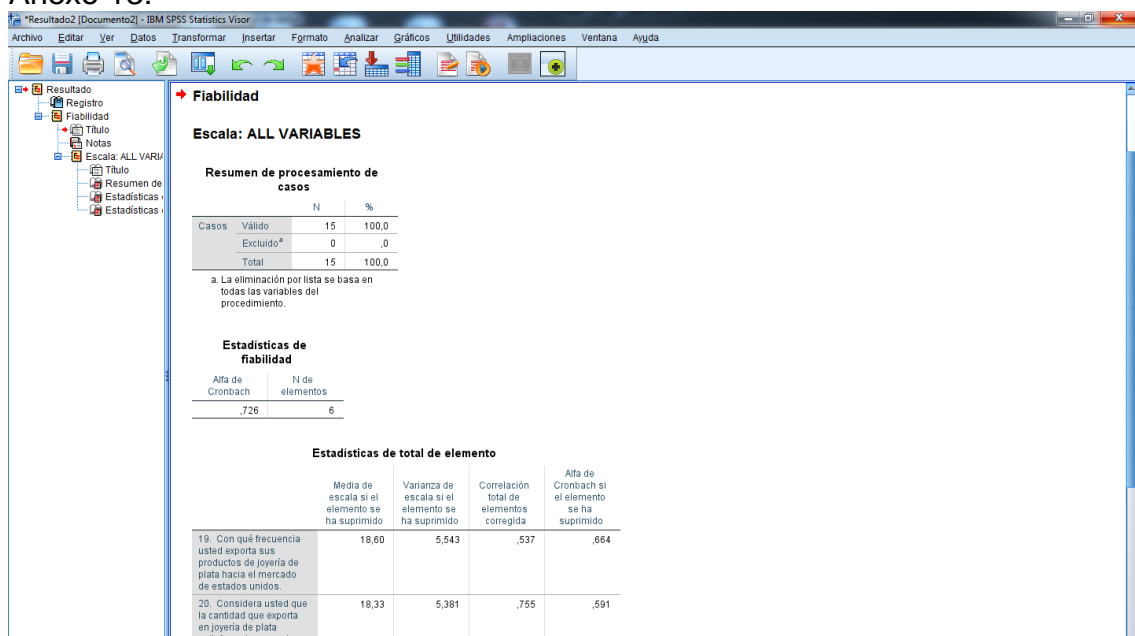 Anexo 18.
*Resultado2 [Documento2] - IBM SPSS Statistics Visor
Archivo Editar Ver Datos Transformar Insertar Formato Analizar Gráficos Utilidades Ampliaciones Ventana Ayuda
Resultado
Registro
Fiabilidad
Título
Notas
Escala: ALL VARIA
Título
Resumen de
Estadísticas
Estadísticas
Fiabilidad
Escala: ALL VARIABLES
Resumen de procesamiento de
casos
N %
Casos Válido 15 100,0
Excluido a 0 ,0
Total 15 100,0
a. La eliminación por lista se basa en
todas las variables del
procedimiento.
Estadísticas de
fiabilidad
Alfa de
Cronbach
N de
elementos
,726 6
Estadísticas de total de elemento
Media de
escala si el
elemento se
ha suprimido
Varianza de
escala si el
elemento se
ha suprimido
Correlación
total de
elementos
corregida
Alfa de
Cronbach si
el elemento
se ha
suprimido
19. Con qué frecuencia
usted exporta sus
productos de joyería de
plata hacia el mercado
de estados unidos.
18,60 5,543 ,537 ,664
20. Considera usted que
la cantidad que exporta
en joyería de plata
18,33 5,381 ,755 ,591